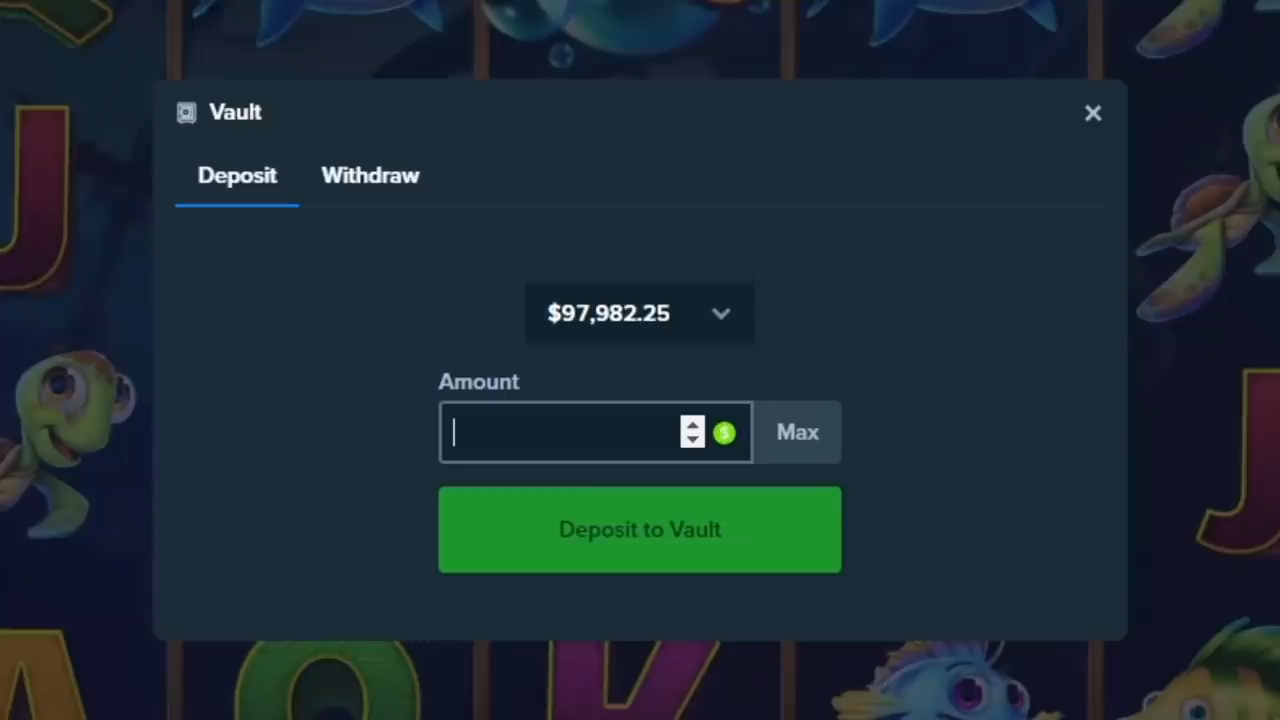 Vault
Deposit Withdraw
$97,982.25
Amount
$
Max
Deposit to Vault
J
J
A
Q
K